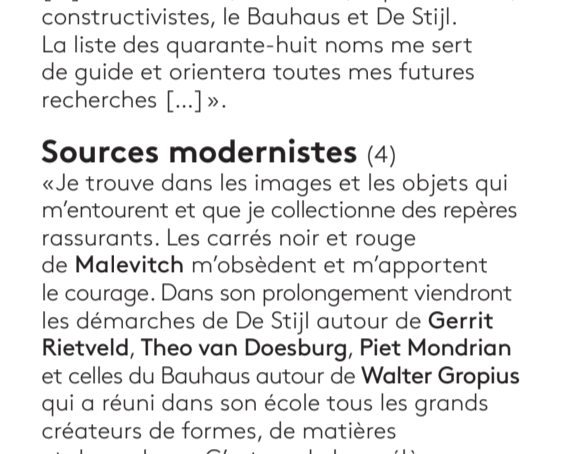 constructivistes, le Bauhaus et De Stijl.
La liste des quarante-huit noms me sert
de guide et orientera toutes mes futures
recherches [...] ».
Sources modernistes (4)
«Je trouve dans les images et les objets qui
m’entourent et que je collectionne des repères
rassurants. Les carrés noir et rouge
de Malevitch m’obsèdent et m’apportent
le courage. Dans son prolongement viendront
les démarches de De Stijl autour de Gerrit
Rietveld, Theo van Doesburg, Piet Mondrian
et celles du Bauhaus autour de Walter Gropius
qui a réuni dans son école tous les grands
créateurs de formes, de matières